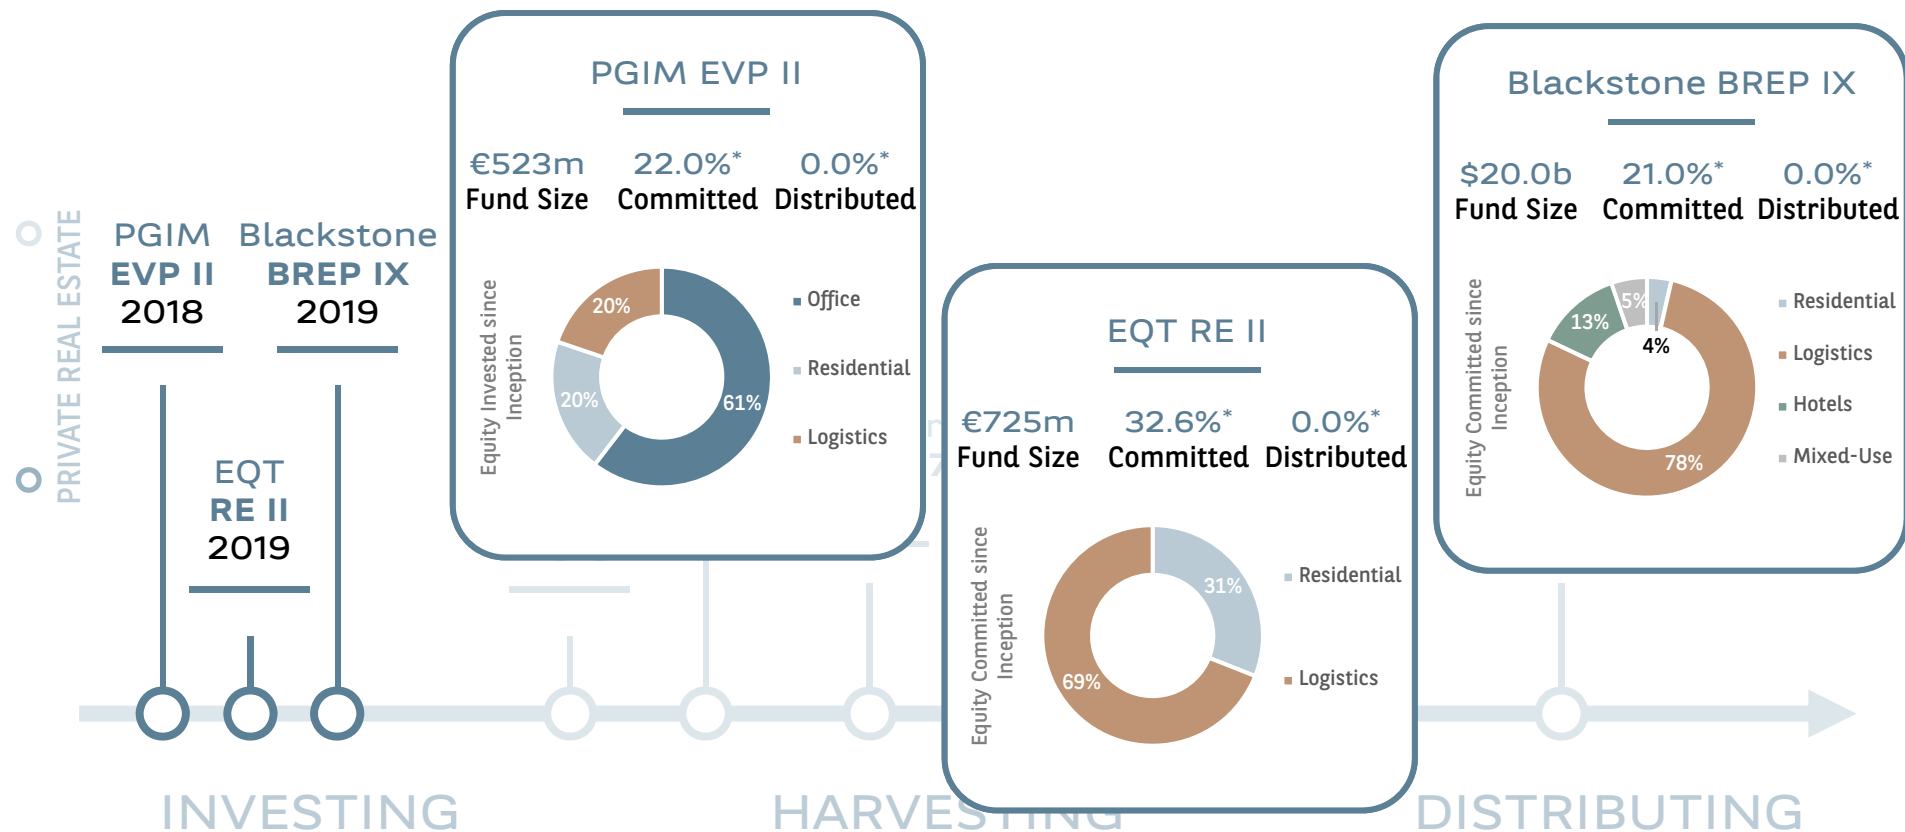 PRIVATE REAL ESTATE
PGIM
EVP II
2018
Blackstone
BREP IX
2019
EQT
RE II
2019
PGIM EVP II
€523m
Fund Size
22.0%*
Committed
0.0%*
Distributed
Equity Invested since
Inception
20%
20%
61%
Office
Residential
Logistics
EQT RE II
€725m
Fund Size
32.6%*
Committed
0.0%*
Distributed
Equity Committed since
Inception
31%
69%
Residential
Logistics
Blackstone BREP IX
$20.0b
Fund Size
21.0%*
Committed
0.0%*
Distributed
Equity Committed since
Inception
5%
13%
4%
78%
Residential
Logistics
Hotels
Mixed-Use
INVESTING
HARVESTING
DISTRIBUTING